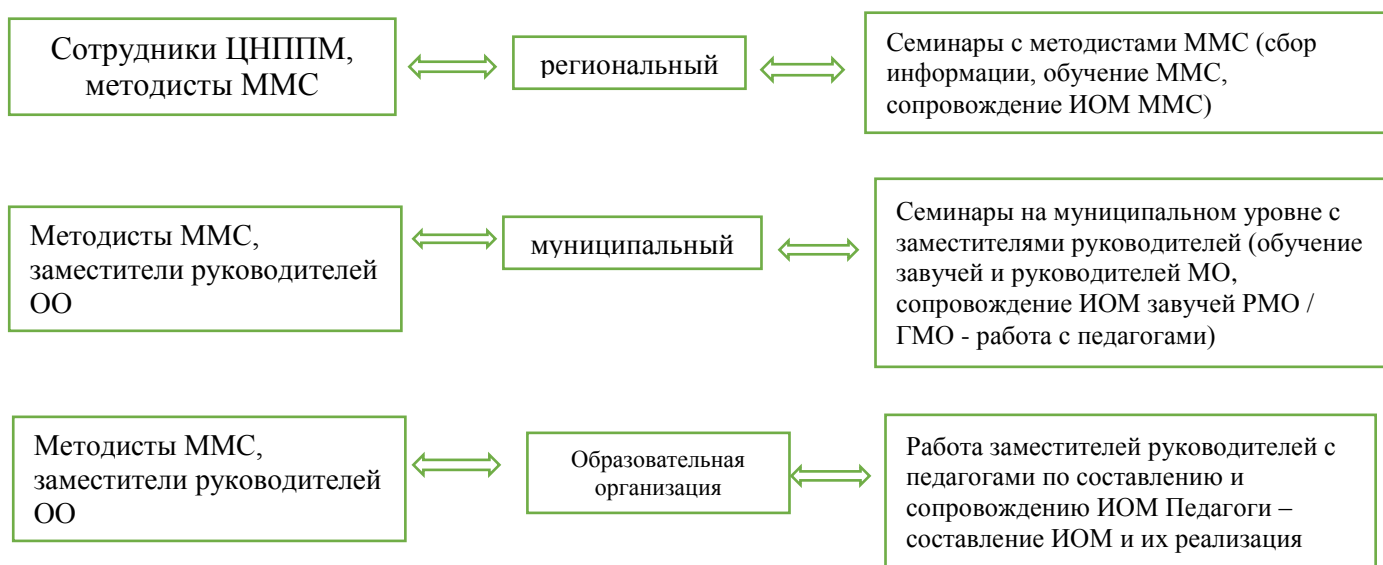 Сотрудники ЦНППМ,
методисты ММС
региональный
Семинары с методистами ММС (сбор
информации, обучение ММС,
сопровождение ИОМ ММС)
Методисты ММС,
заместители руководителей
ОО
муниципальный
Семинары на муниципальном уровне с
заместителями руководителей (обучение
завучей и руководителей МО,
сопровождение ИОМ завучей РМО /
ГМО - работа с педагогами)
Методисты ММС,
заместители руководителей
ОО
Образовательная
организация
Работа заместителей руководителей с
педагогами по составлению и
сопровождению ИОМ Педагоги –
составление ИОМ и их реализация